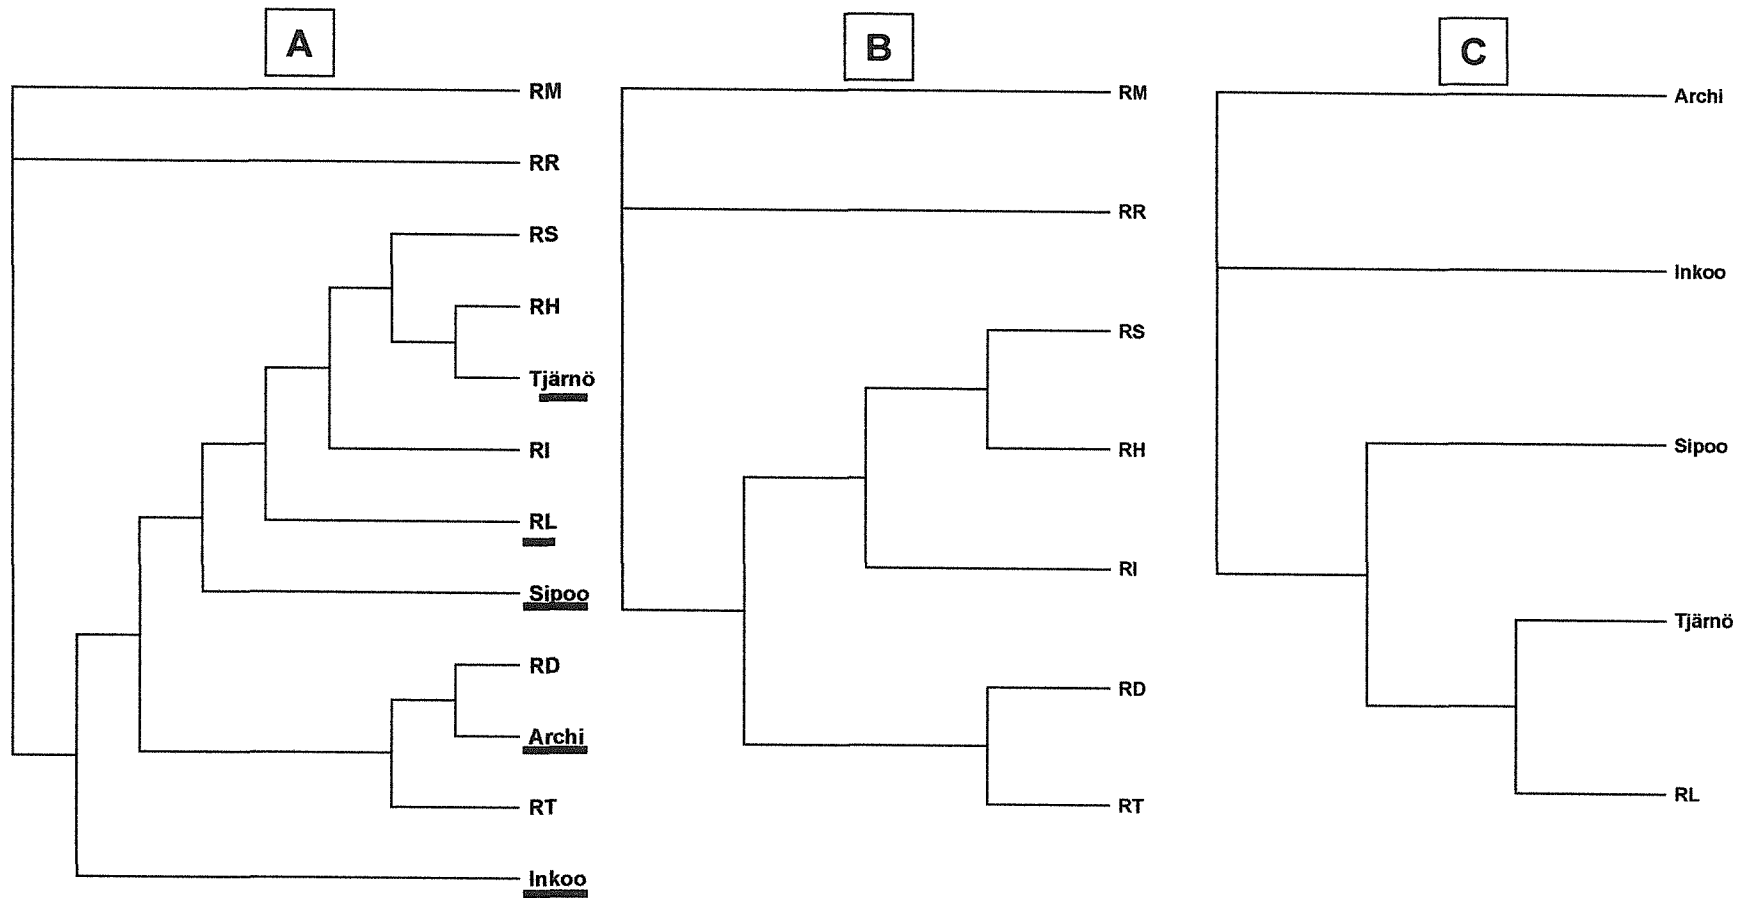 A
RM
RR
RS
RH
Tjärnö
RI
RL
Sipoo
RD
Archi
RT
Inkoo
B
RM
RR
RS
RH
RI
RD
RT
C
Archi
Inkoo
Sipoo
Tjärnö
RL